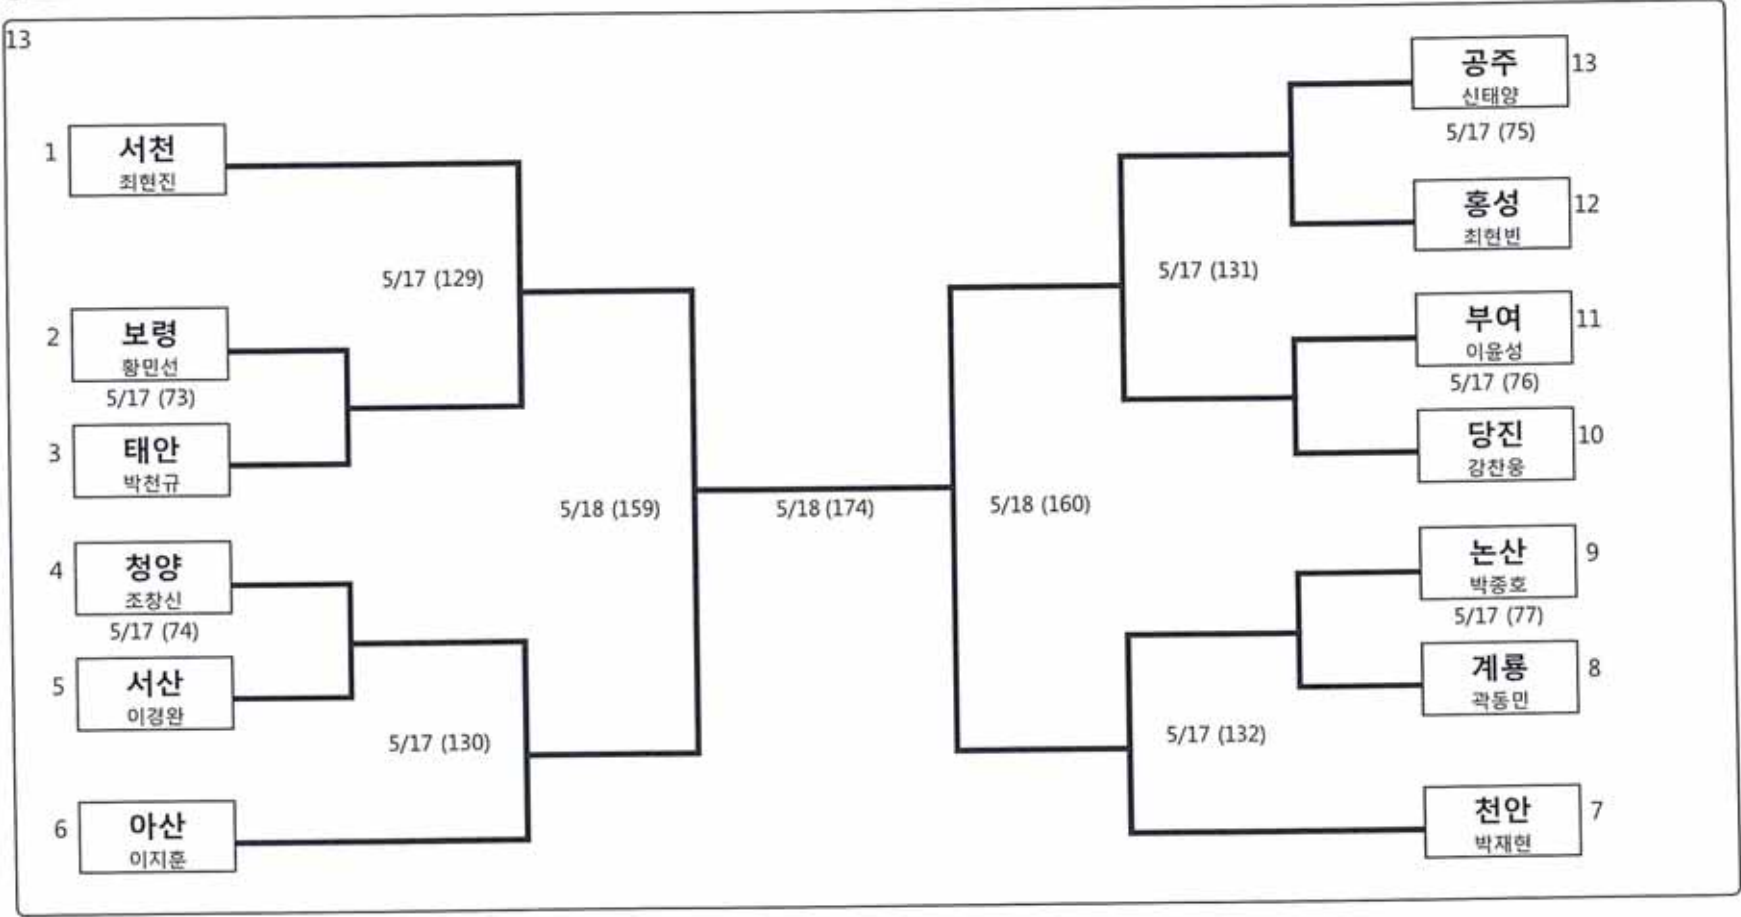 13
1
서천
최현진
5/17 (129)
2
보령
황민선
5/17 (73)
3
태안
박천규
4
청양
조창신
5/17 (74)
5
서산
이경완
5/17 (130)
6
아산
이지훈
5/18 (159)
5/18 (174)
5/18 (160)
공주
13
신태양
5/17 (75)
홍성
12
최현빈
5/17 (131)
부여
11
이윤성
5/17 (76)
당진
10
강찬웅
논산
9
박종호
5/17 (77)
계룡
8
곽동민
5/17 (132)
천안
7
박재현